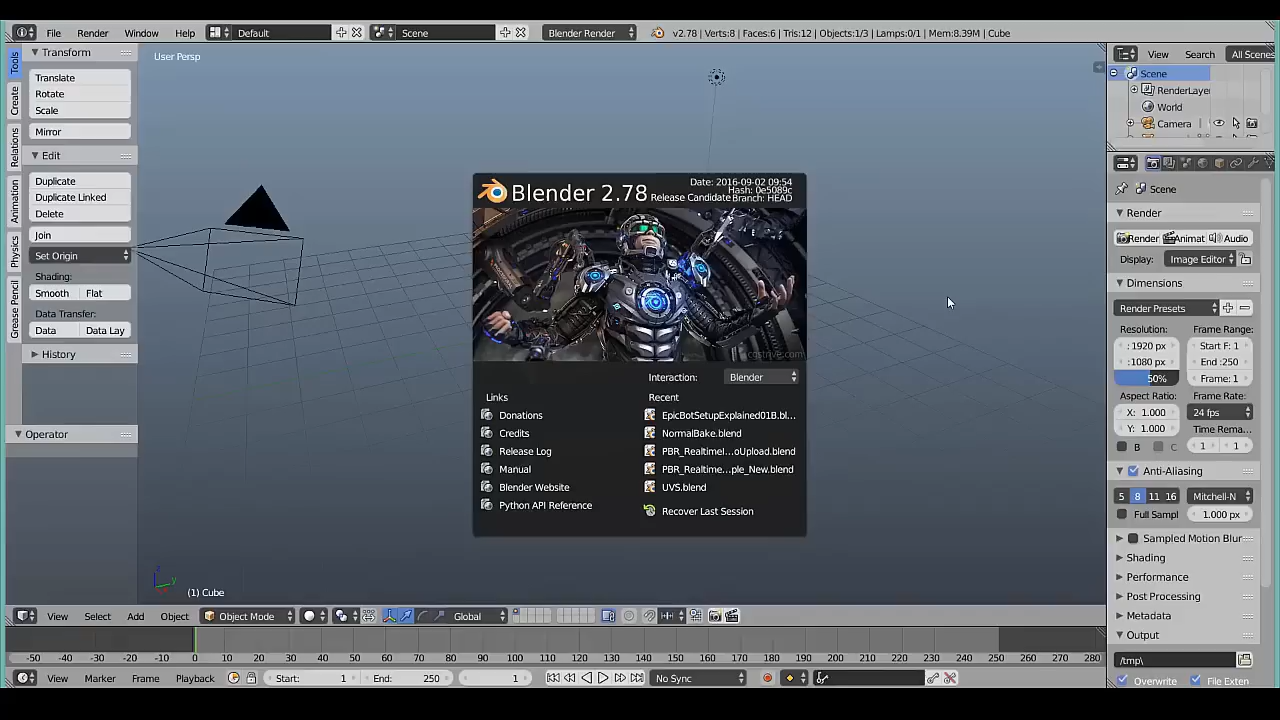 File Render Window Help Default Scene Blender Render v2.78 | Verts:8 | Faces:6 | Tris:12 | Objects:1/3 | Lamps:0/1 | Mem:8.39M | Cube
Tools
Create
Relations
Animation
Physics
Grease Pencil
Transform
Translate
Rotate
Scale
Mirror
Edit
Duplicate
Duplicate Linked
Delete
Join
Set Origin
Shading:
Smooth Flat
Data Transfer:
Data Data Lay
History
Operator
User Persp
Blender 2.78
Date: 2016-09-02 09:54
Hash: 0e5089c
Release Candidate Branch: HEAD
cgstrive.com
Interaction: Blender
Links
Donations
Credits
Release Log
Manual
Blender Website
Python API Reference
Recent
EpicBotSetupExplained01B.bl...
NormalBake.blend
PBR_Realtimel...oUpload.blend
PBR_Realtime...ple_New.blend
UVS.blend
Recover Last Session
z
y
(1) Cube
View Select Add Object Object Mode Global
-50 -40 -30 -20 -10 0 10 20 30 40 50 60 70 80 90 100 110 120 130 140 150 160 170 180 190 200 210 220 230 240 250 260 270 280
View Marker Frame Playback Start: 1 End: 250 1 No Sync
View Search All Scenes
Scene
RenderLaye
World
Camera
Scene
Render
Render Animat Audio
Display: Image Editor
Dimensions
Render Presets
Resolution: Frame Range:
: 1920 px Start F: 1
: 1080 px End :250
50% Frame: 1
Aspect Ratio: Frame Rate:
X: 1.000 24 fps
Y: 1.000 Time Rema...
B C 1 1
Anti-Aliasing
5 8 11 16 Mitchell-N
Full Sampl 1.000 px
Sampled Motion Blur
Shading
Performance
Post Processing
Metadata
Output
/tmp\
Overwrite File Exten